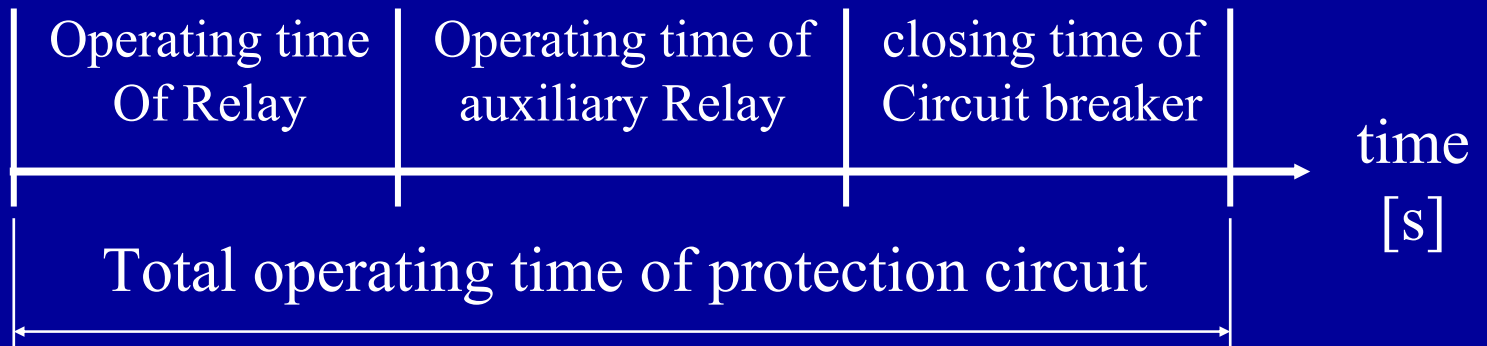 Operating time
Of Relay
Operating time of
auxiliary Relay
closing time of
Circuit breaker
time
[s]
Total operating time of protection circuit